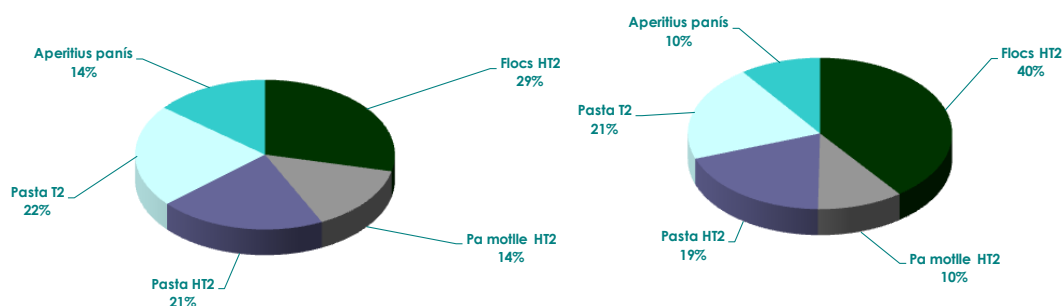 Aperitius panís
14%
Flocs HT2
29%
Pasta T2
22%
Pa motlle HT2
14%
Pasta HT2
21%
Aperitius panís
10%
Flocs HT2
40%
Pasta T2
21%
Pasta HT2
19%
Pa motlle HT2
10%